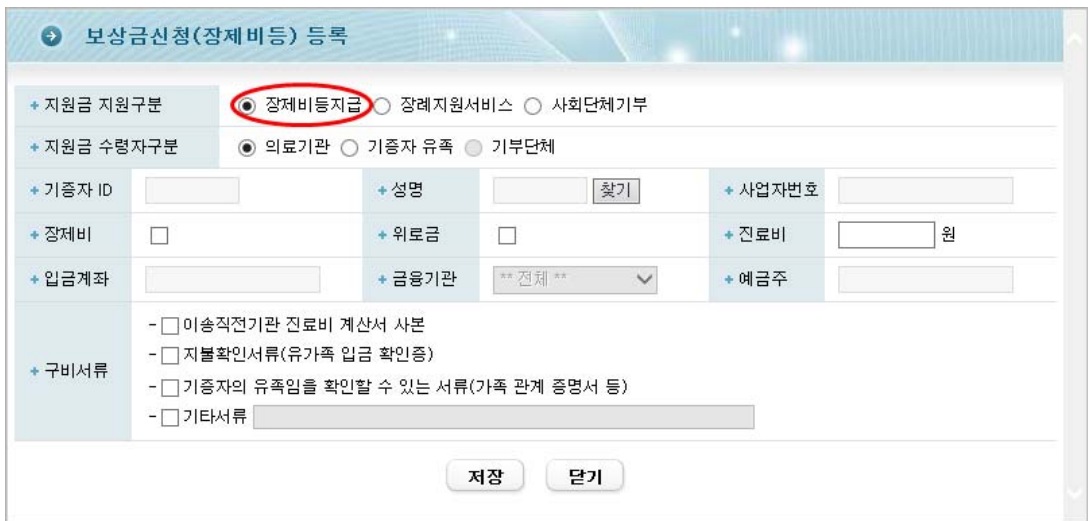 보상금신청(장제비등) 등록
지원금 지원구분 장제비등지급 장례지원서비스 사회단체기부
지원금 수령자구분 의료기관 기증자 유족 기부단체
기증자 ID 성명 찾기 사업자번호
장제비 위로금 진료비 원
입금계좌 금융기관 ** 전체 ** 예금주
구비서류
- 이송직전기관 진료비 계산서 사본
- 지불확인서류(유가족 입금 확인증)
- 기증자의 유족임을 확인할 수 있는 서류(가족 관계 증명서 등)
- 기타서류
저장 닫기